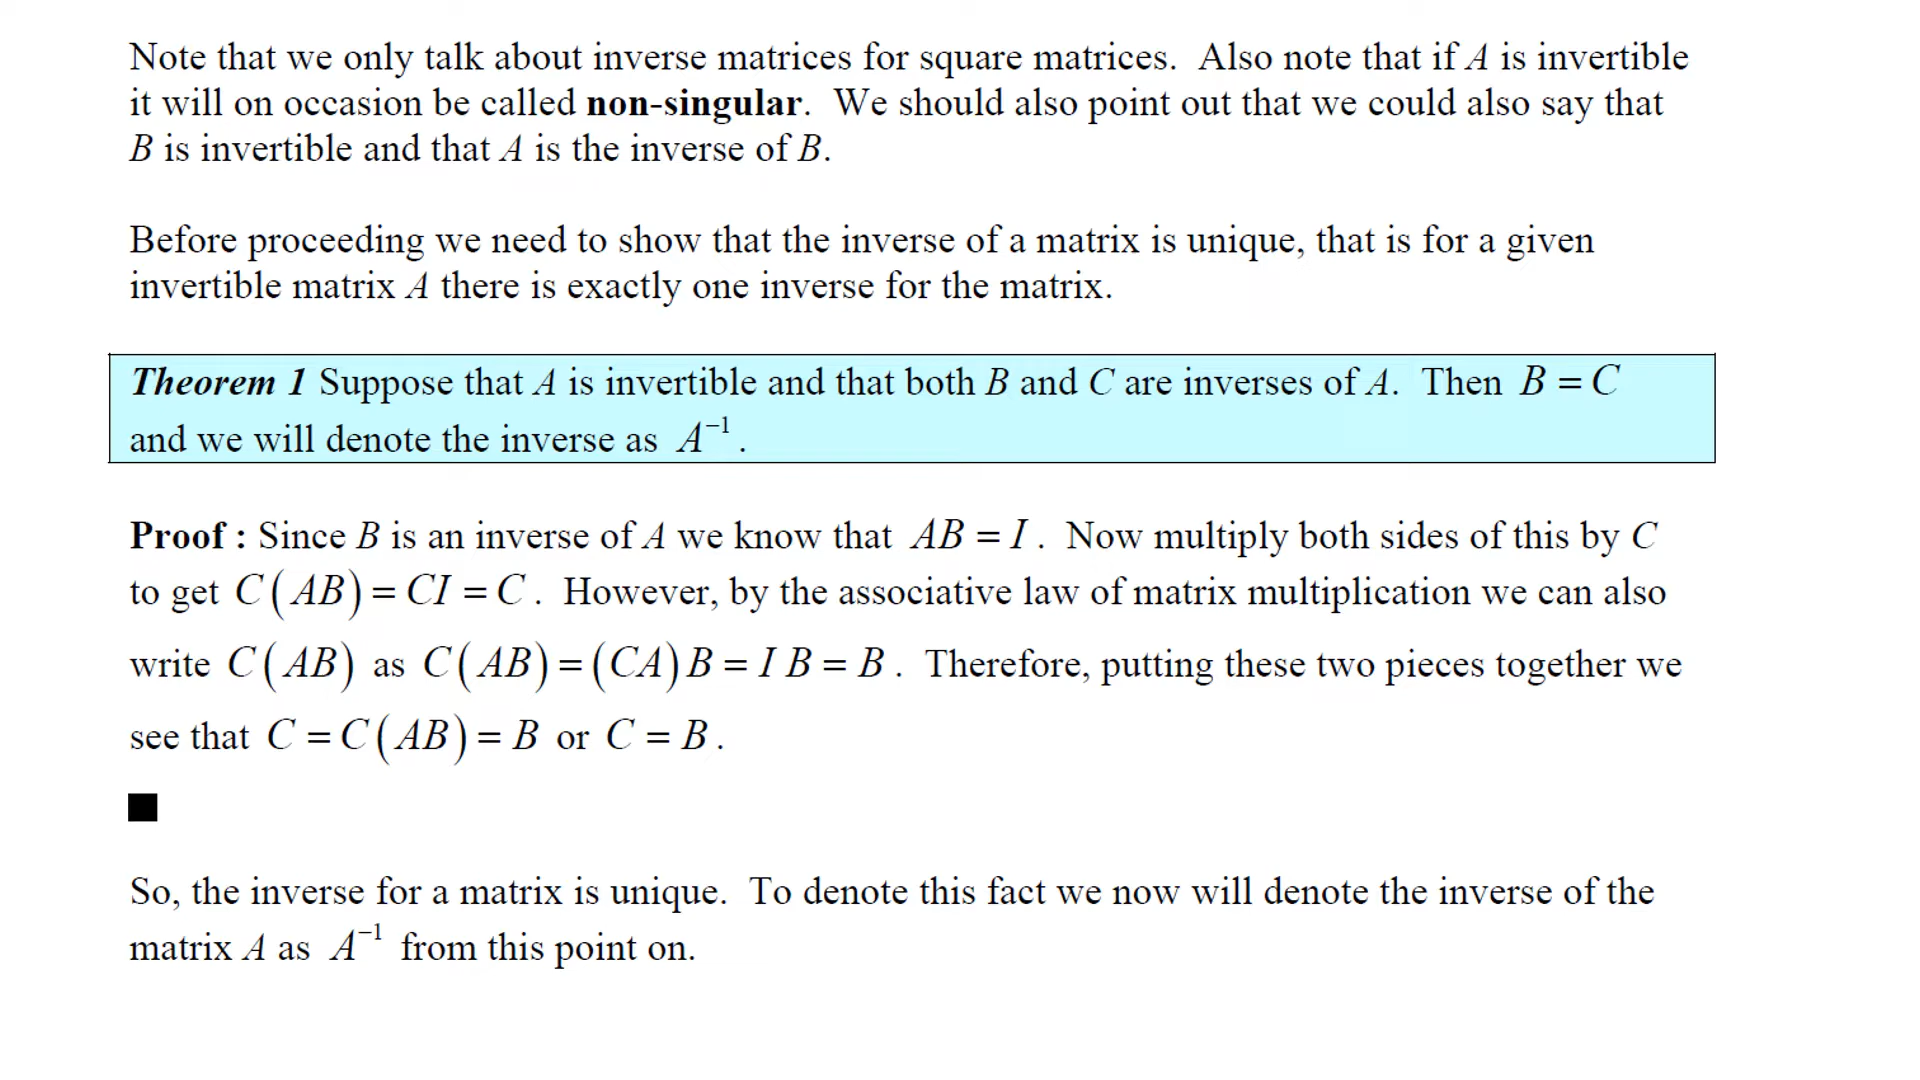 Note that we only talk about inverse matrices for square matrices.  Also note that if A is invertible
it will on occasion be called non-singular.  We should also point out that we could also say that
B is invertible and that A is the inverse of B.
Before proceeding we need to show that the inverse of a matrix is unique, that is for a given
invertible matrix A there is exactly one inverse for the matrix.
Theorem 1 Suppose that A is invertible and that both B and C are inverses of A.  Then B = C
and we will denote the inverse as A⁻¹.
Proof : Since B is an inverse of A we know that AB = I.  Now multiply both sides of this by C
to get C(AB) = CI = C.  However, by the associative law of matrix multiplication we can also
write C(AB) as C(AB) = (CA)B = I B = B.  Therefore, putting these two pieces together we
see that C = C(AB) = B or C = B.
■
So, the inverse for a matrix is unique.  To denote this fact we now will denote the inverse of the
matrix A as A⁻¹ from this point on.